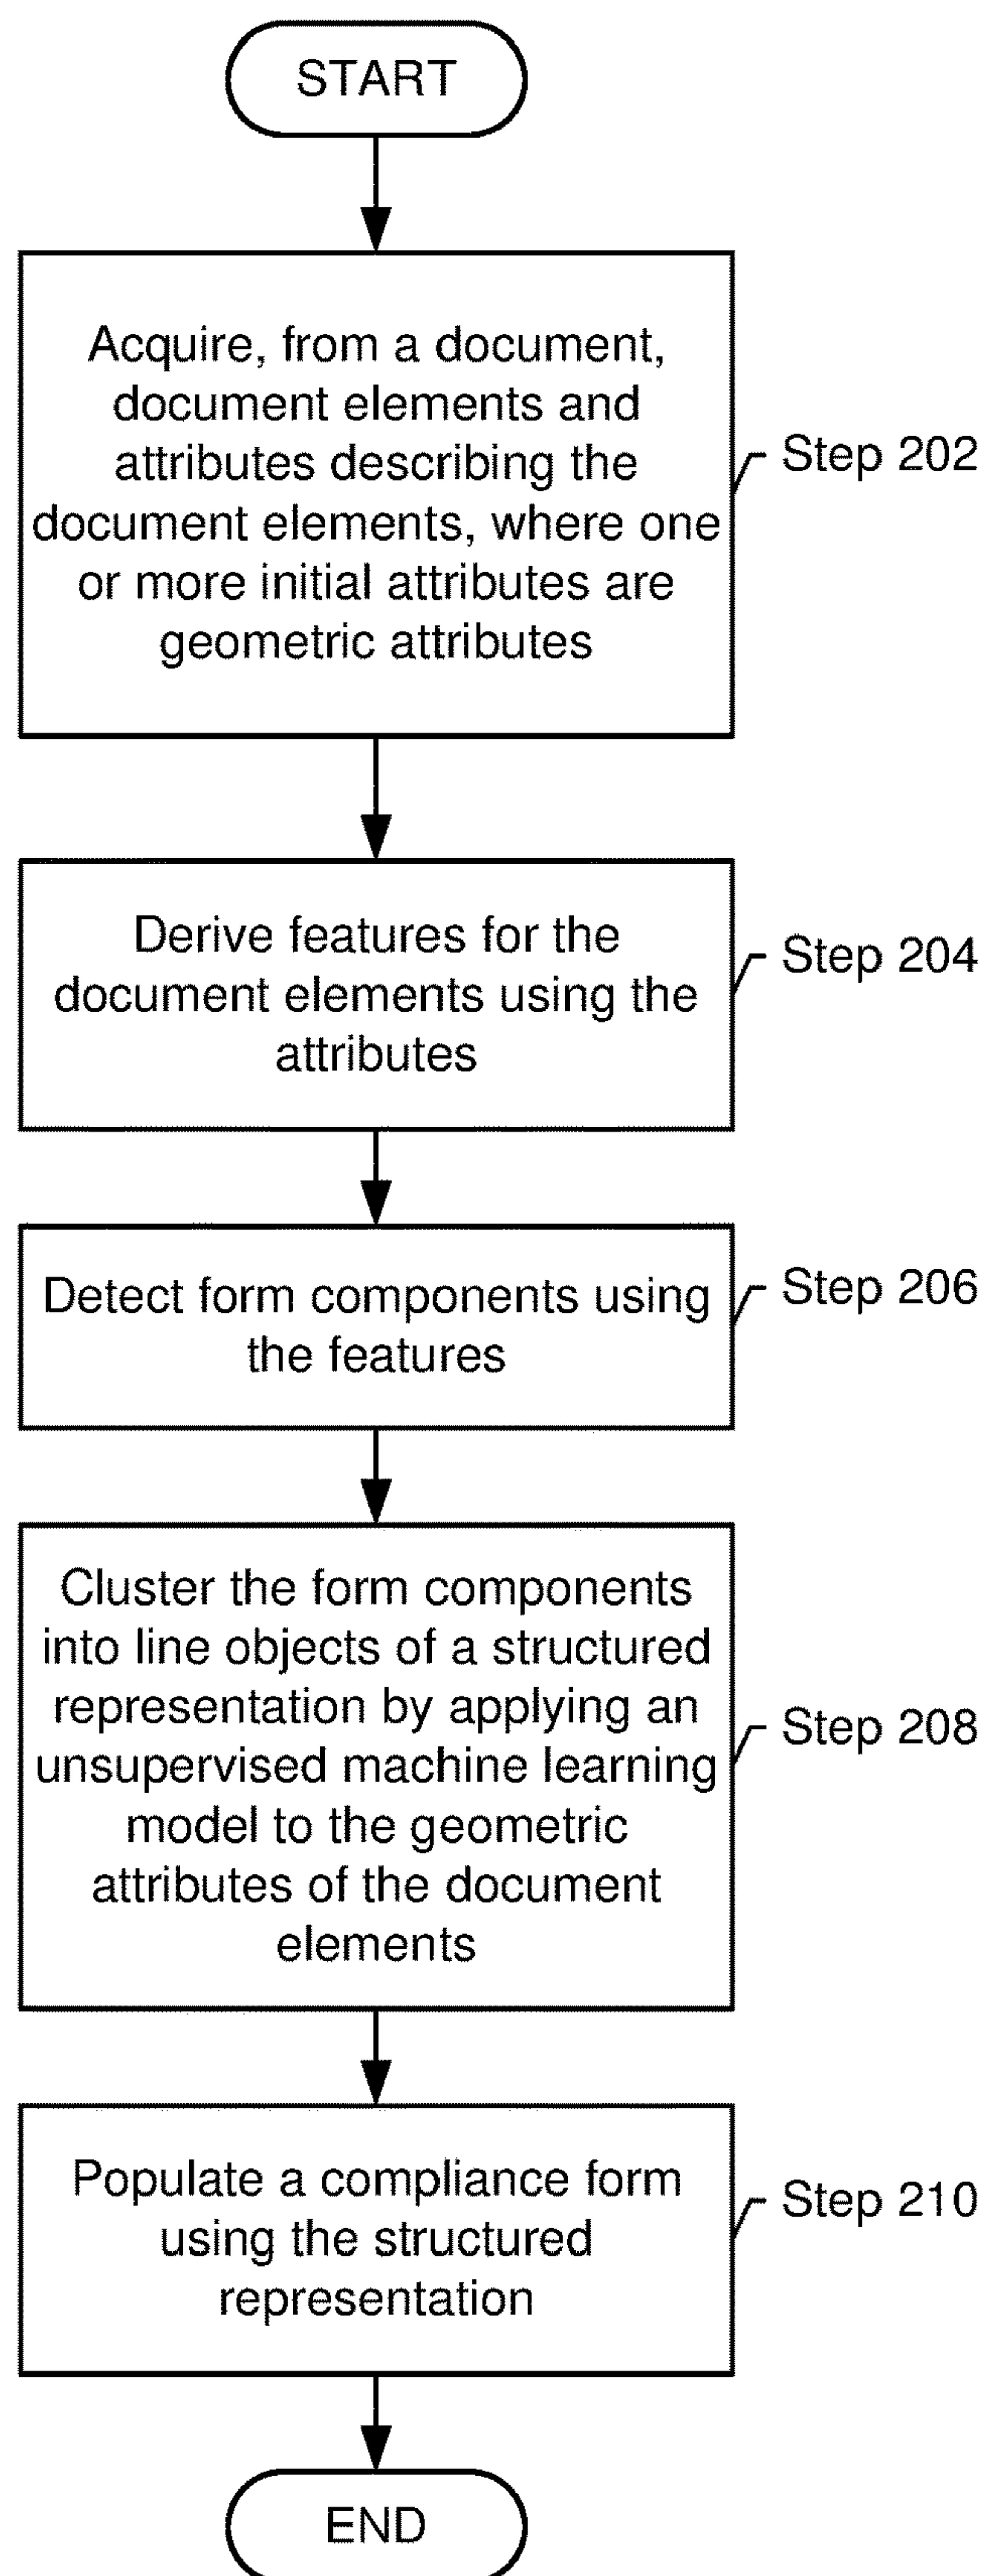 START
Acquire, from a document,
document elements and
attributes describing the
document elements, where one
or more initial attributes are
geometric attributes
Step 202
Derive features for the
document elements using the
attributes
Step 204
Detect form components using
the features
Step 206
Cluster the form components
into line objects of a structured
representation by applying an
unsupervised machine learning
model to the geometric
attributes of the document
elements
Step 208
Populate a compliance form
using the structured
representation
Step 210
END